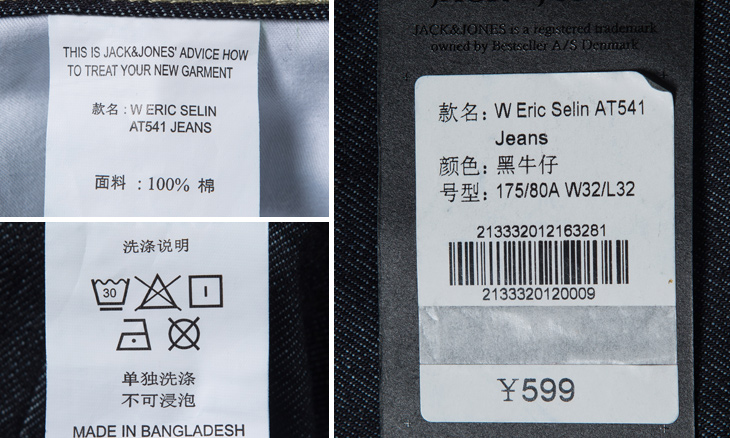 THIS IS JACK&JONES' ADVICE HOW
TO TREAT YOUR NEW GARMENT
款名：W ERIC SELIN
AT541 JEANS
面料：100% 棉
洗涤说明
30
单独洗涤
不可浸泡
MADE IN BANGLADESH
JACK&JONES is a registered trademark
owned by Bestseller A/S Denmark
款名：W Eric Selin AT541
Jeans
颜色：黑牛仔
号型：175/80A W32/L32
213332012163281
2133320120009
￥599